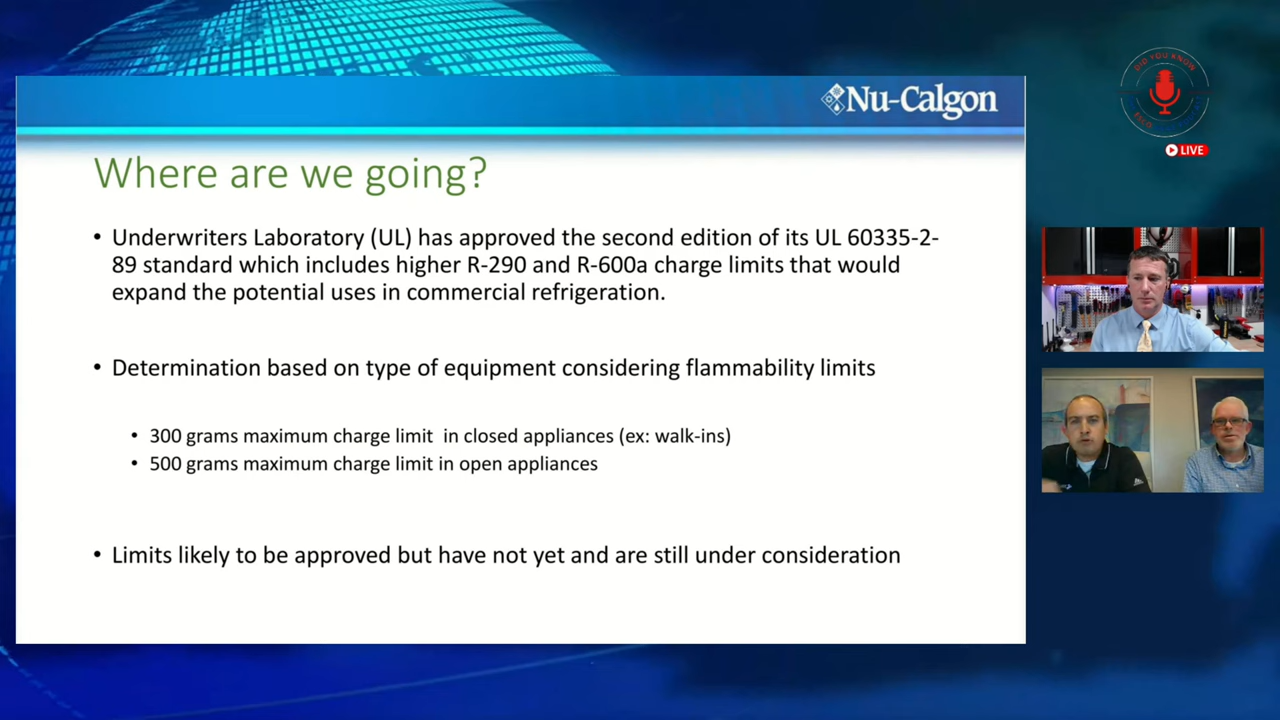 Nu-Calgon
DID YOU KNOW
LIVE
Where are we going?
• Underwriters Laboratory (UL) has approved the second edition of its UL 60335-2-
89 standard which includes higher R-290 and R-600a charge limits that would
expand the potential uses in commercial refrigeration.
• Determination based on type of equipment considering flammability limits
• 300 grams maximum charge limit in closed appliances (ex: walk-ins)
• 500 grams maximum charge limit in open appliances
• Limits likely to be approved but have not yet and are still under consideration